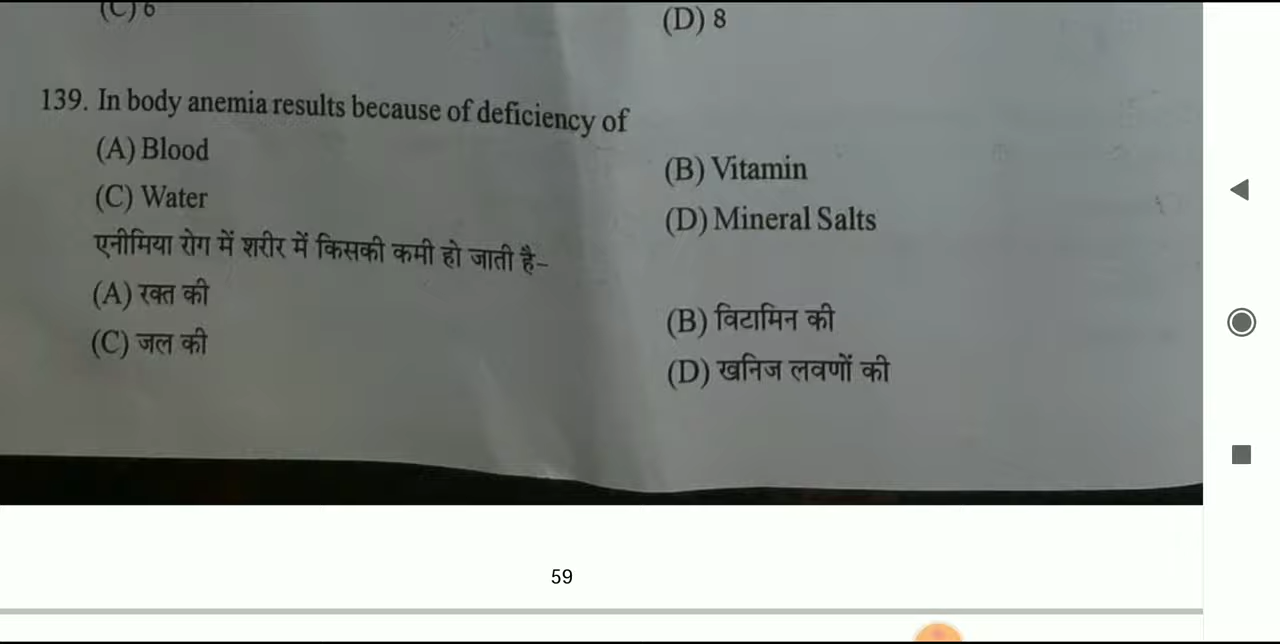 (C) 6
(D) 8
139. In body anemia results because of deficiency of
(A) Blood
(B) Vitamin
(C) Water
(D) Mineral Salts
एनीमिया रोग में शरीर में किसकी कमी हो जाती है–
(A) रक्त की
(B) विटामिन की
(C) जल की
(D) खनिज लवणों की
59